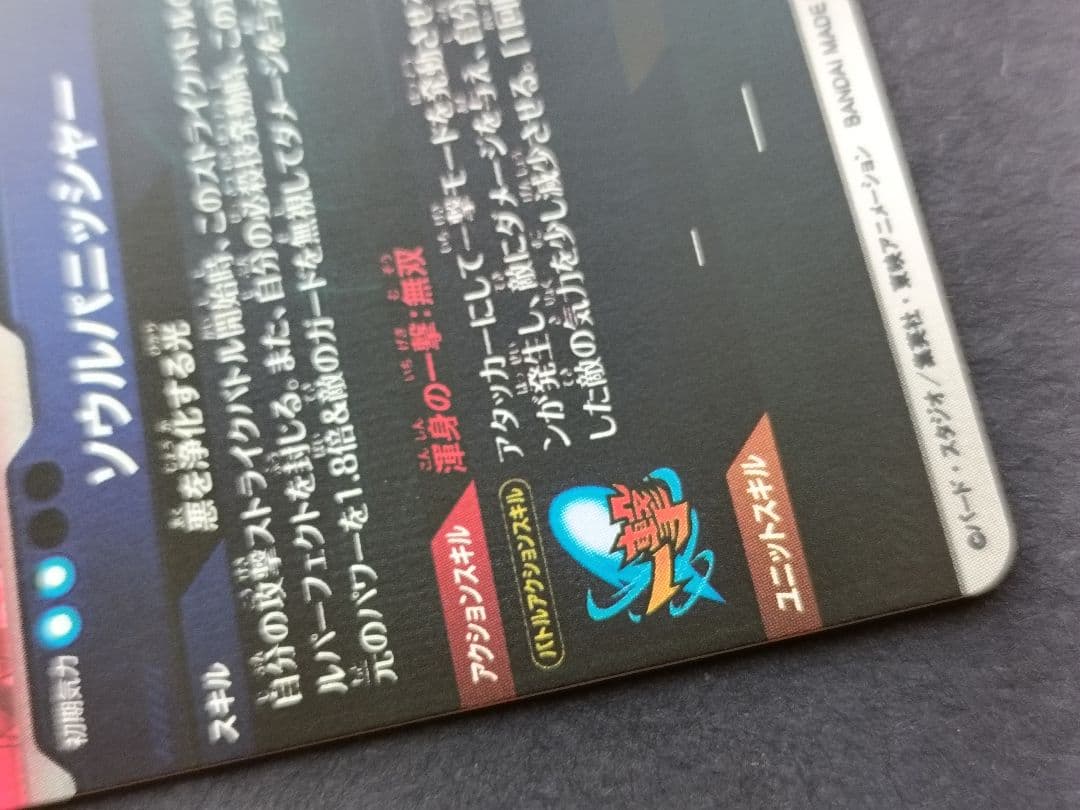 初期気力
ソウルパニッシャー
スキル
悪を浄化する光
自分の攻撃ストライクバトル開始時、このストライクバトルの
ルパーフェクトを封じる。また、自分の必殺技発動時、この
元のパワーを1.8倍&敵のガードを無視してダメージを与え
アクションスキル
渾身の一撃:無双
バトルアクションスキル
アタッカーにして一撃モードを発動させ
ンが発生し、敵にダメージを与え、自分
した敵の気力を少し減少させる。[1回
一撃
ユニットスキル
—
—
©バード・スタジオ/集英社・東映アニメーション BANDAI MADE